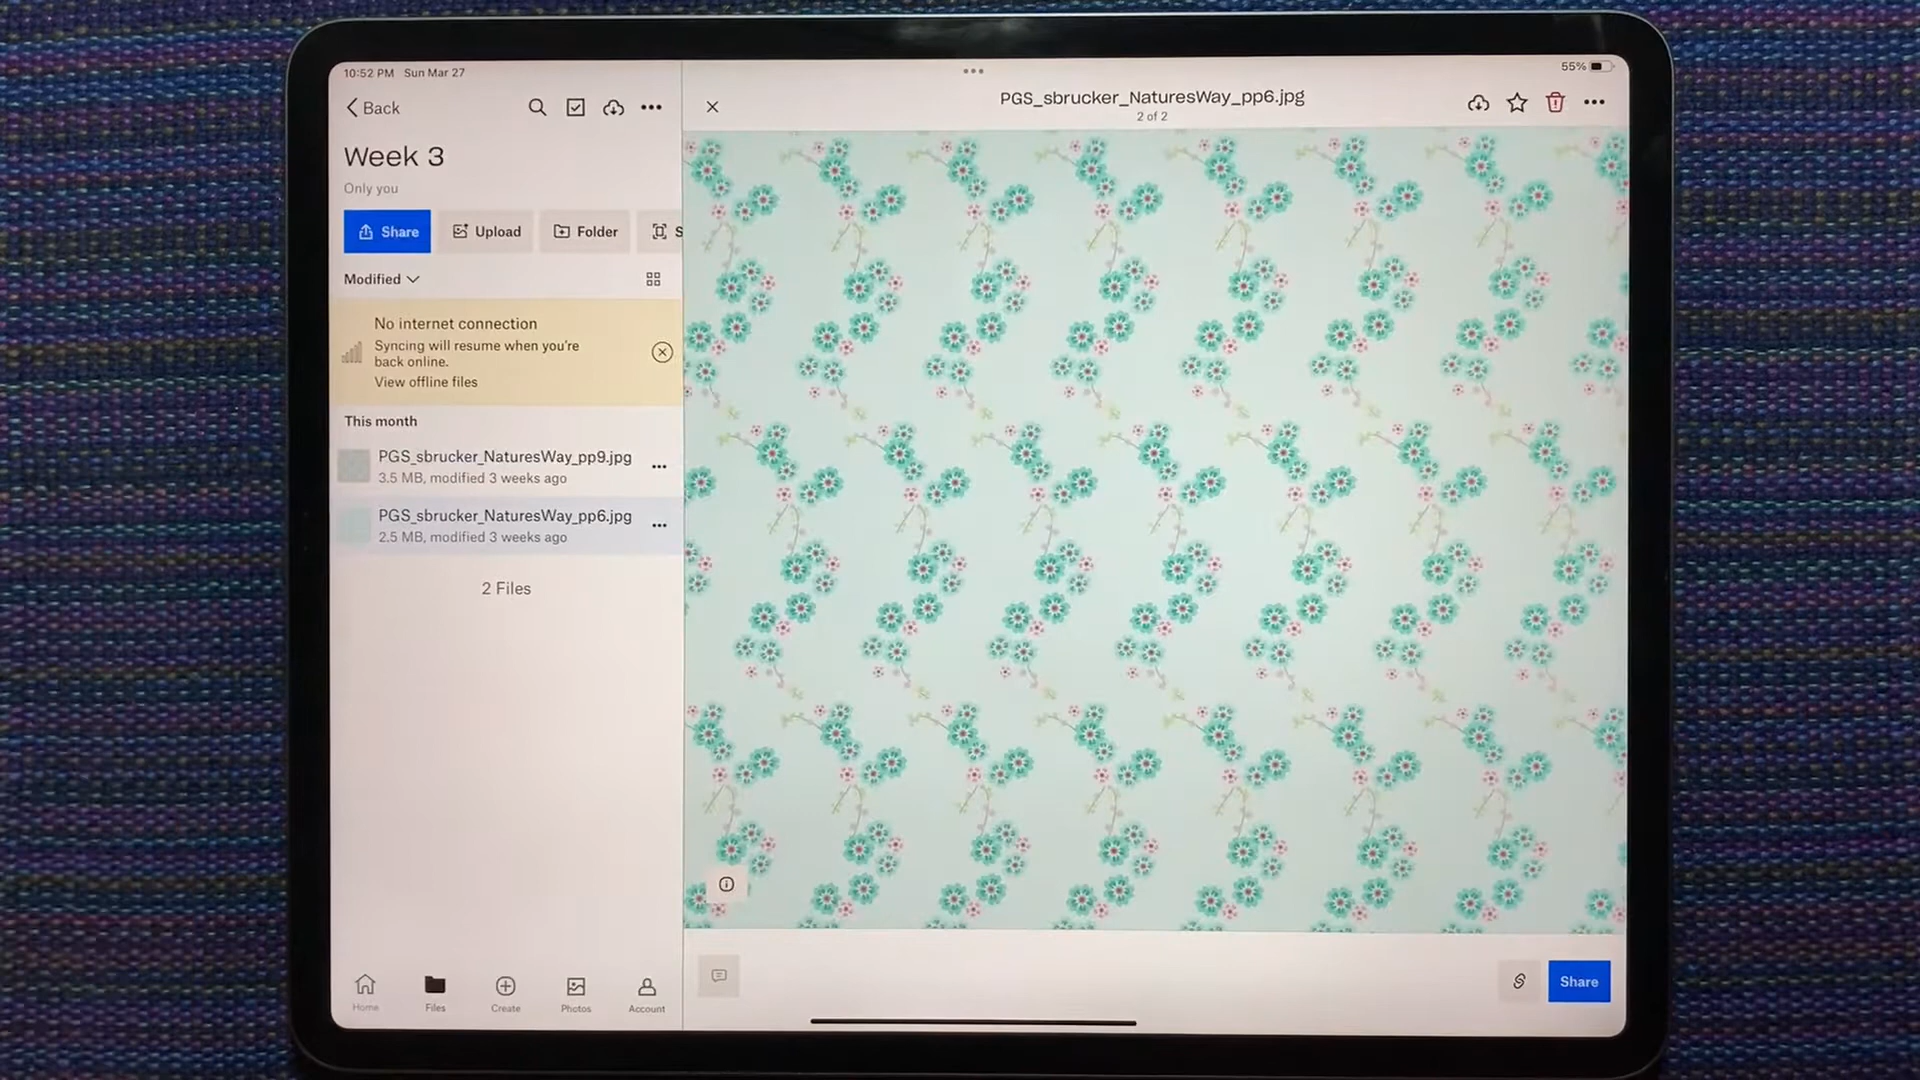 10:52 PM Sun Mar 27
55%
Back
Week 3
Only you
Share
Upload
Folder
S
Modified
No internet connection
Syncing will resume when you're
back online.
View offline files
This month
PGS_sbrucker_NaturesWay_pp9.jpg
3.5 MB, modified 3 weeks ago
PGS_sbrucker_NaturesWay_pp6.jpg
2.5 MB, modified 3 weeks ago
2 Files
Home
Files
Create
Photos
Account
PGS_sbrucker_NaturesWay_pp6.jpg
2 of 2
Share